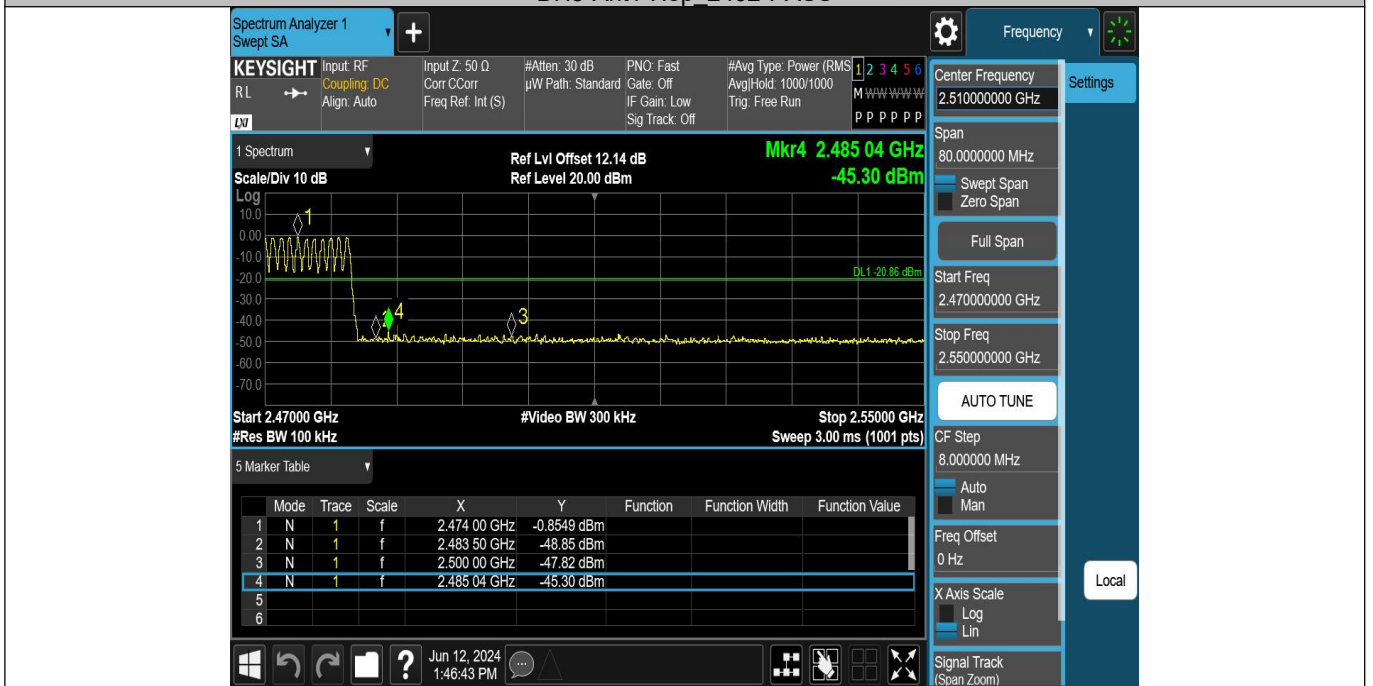 Spectrum Analyzer 1
Swept SA
+
Frequency
KEYSIGHT
RL
LXI
Input: RF
Coupling: DC
Align: Auto
Input Z: 50 Ω
Corr CCorr
Freq Ref: Int (S)
#Atten: 30 dB
µW Path: Standard
PNO: Fast
Gate: Off
IF Gain: Low
Sig Track: Off
#Avg Type: Power (RMS
Avg|Hold: 1000/1000
Trig: Free Run
1 2 3 4 5 6
M W W W W W
P P P P P P
1 Spectrum
Scale/Div 10 dB
Ref Lvl Offset 12.14 dB
Ref Level 20.00 dBm
Mkr4 2.485 04 GHz
-45.30 dBm
Log
10.0
0.00
-10.0
-20.0
-30.0
-40.0
-50.0
-60.0
-70.0
1
4
3
DL1 -20.86 dBm
Start 2.47000 GHz
#Video BW 300 kHz
Stop 2.55000 GHz
#Res BW 100 kHz
Sweep 3.00 ms (1001 pts)
5 Marker Table
Mode Trace Scale X Y Function Function Width Function Value
1 N 1 f 2.474 00 GHz -0.8549 dBm
2 N 1 f 2.483 50 GHz -48.85 dBm
3 N 1 f 2.500 00 GHz -47.82 dBm
4 N 1 f 2.485 04 GHz -45.30 dBm
5
6
?
Jun 12, 2024
1:46:43 PM
Center Frequency
2.510000000 GHz
Settings
Span
80.0000000 MHz
Swept Span
Zero Span
Full Span
Start Freq
2.470000000 GHz
Stop Freq
2.550000000 GHz
AUTO TUNE
CF Step
8.000000 MHz
Auto
Man
Freq Offset
0 Hz
X Axis Scale
Log
Lin
Local
Signal Track
(Span Zoom)